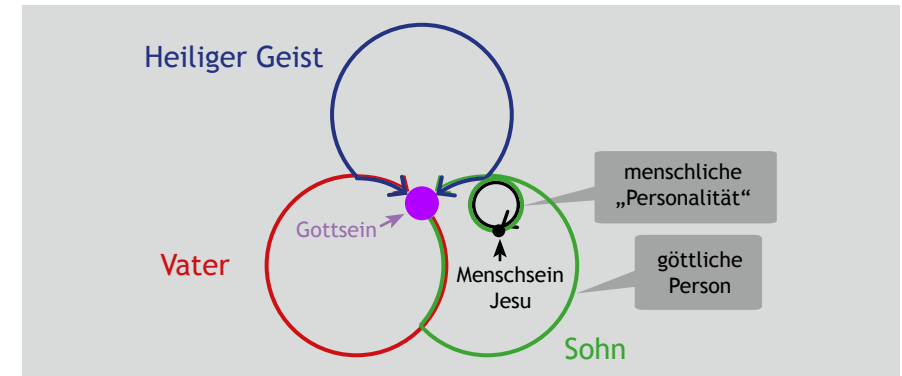 Heiliger Geist
menschliche
„Personalität“
Gottsein
Vater
Menschsein
Jesu
göttliche
Person
Sohn